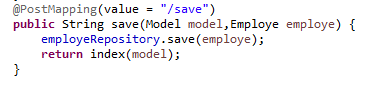 @PostMapping(value = "/save")
public String save(Model model,Employe employe) {
employeRepository.save(employe);
return index(model);
}